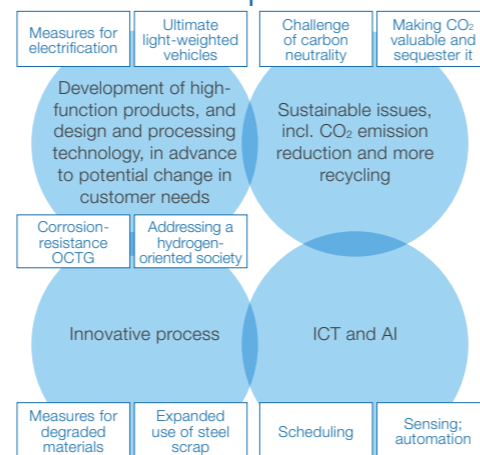 Measures for
electrification
Ultimate
light-weighted
vehicles
Challenge
of carbon
neutrality
Making CO₂
valuable and
sequester it
Development of high-
function products, and
design and processing
technology, in advance
to potential change in
customer needs
Sustainable issues,
incl. CO₂ emission
reduction and more
recycling
Corrosion-
resistance
OCTG
Addressing a
hydrogen-
oriented society
Innovative process
ICT and AI
Measures for
degraded
materials
Expanded
use of steel
scrap
Scheduling
Sensing;
automation